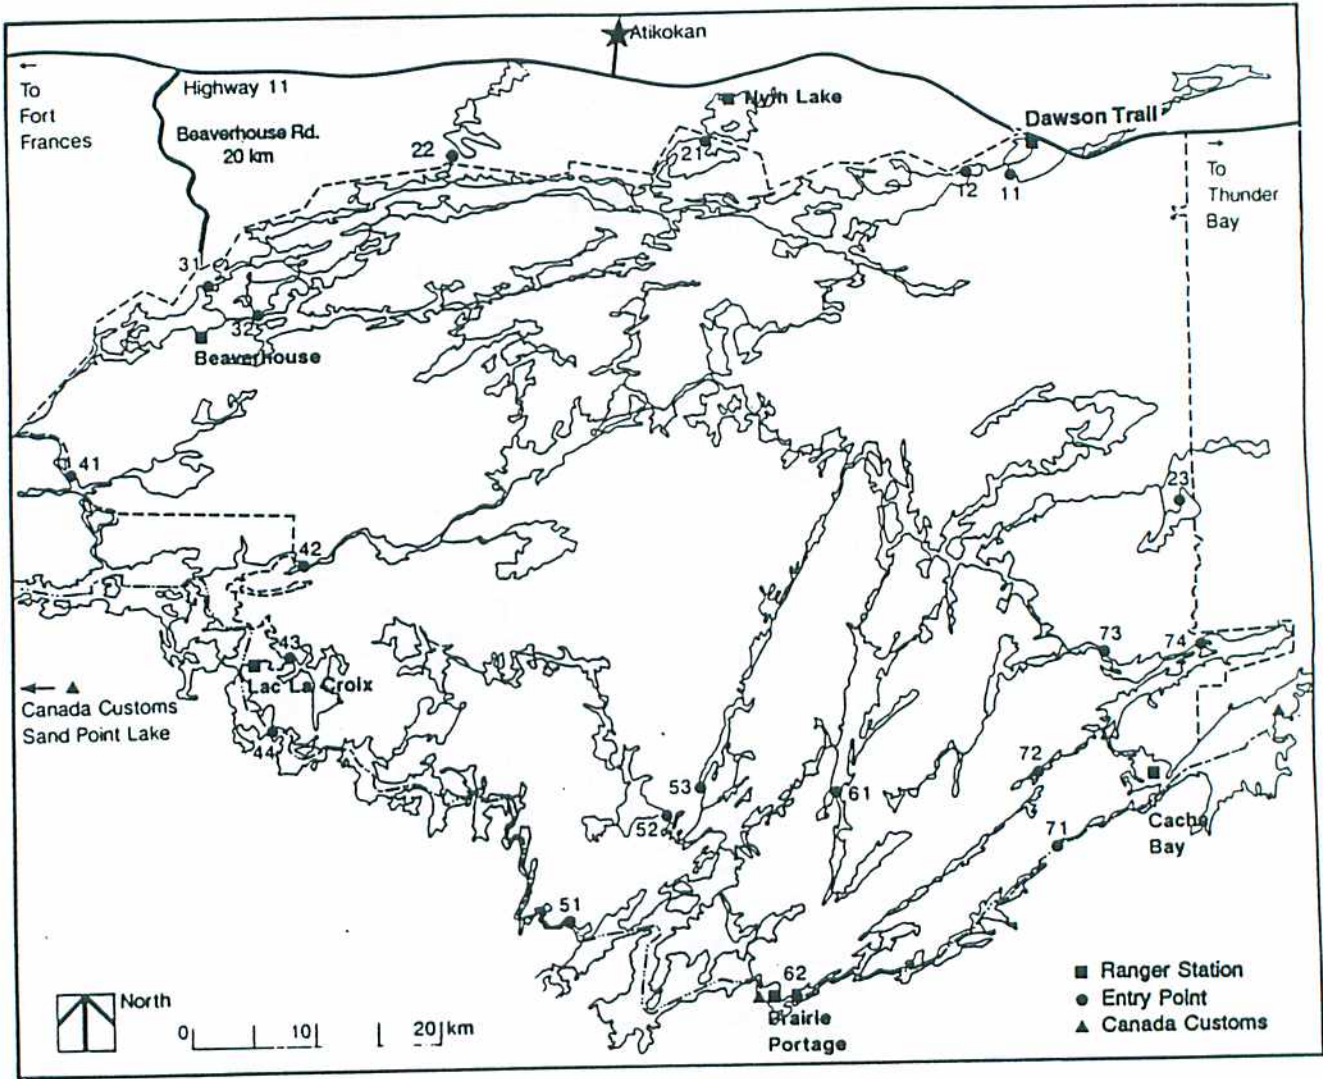 Atikokan
To
Fort
Frances
Highway 11
Beaverhouse Rd.
20 km
Nym Lake
Dawson Trail
To
Thunder
Bay
22
21
12
11
31
32
Beaverhouse
41
23
42
43
Lac La Croix
Canada Customs
Sand Point Lake
44
73
74
72
53
61
52
71
Cache
Bay
51
62
Prairie
Portage
North
0
10
20 km
Ranger Station
Entry Point
Canada Customs